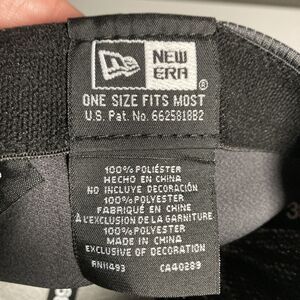 NEW
ERA®
ONE SIZE FITS MOST
U.S. Pat. No. 662581882
100% POLIÉSTER
HECHO EN CHINA
NO INCLUYE DECORACIÓN
100% POLYESTER
FABRIQUÉ EN CHINE
À L'EXCLUSION DE LA GARNITURE
100% POLYESTER
MADE IN CHINA
EXCLUSIVE OF DECORATION
RN11493 CA40289